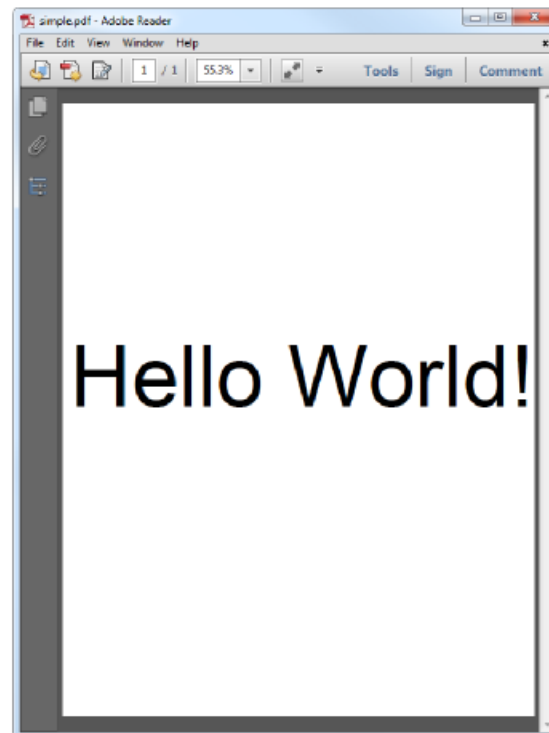 simple.pdf - Adobe Reader
File Edit View Window Help
1 / 1 55.3% Tools Sign Comment
Hello World!